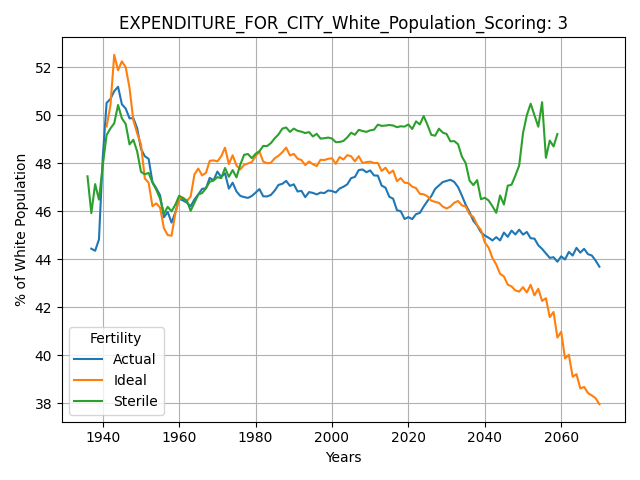 EXPENDITURE_FOR_CITY_White_Population_Scoring: 3
% of White Population
52
50
48
46
44
42
40
38
Fertility
Actual
Ideal
Sterile
1940 1960 1980 2000 2020 2040 2060
Years